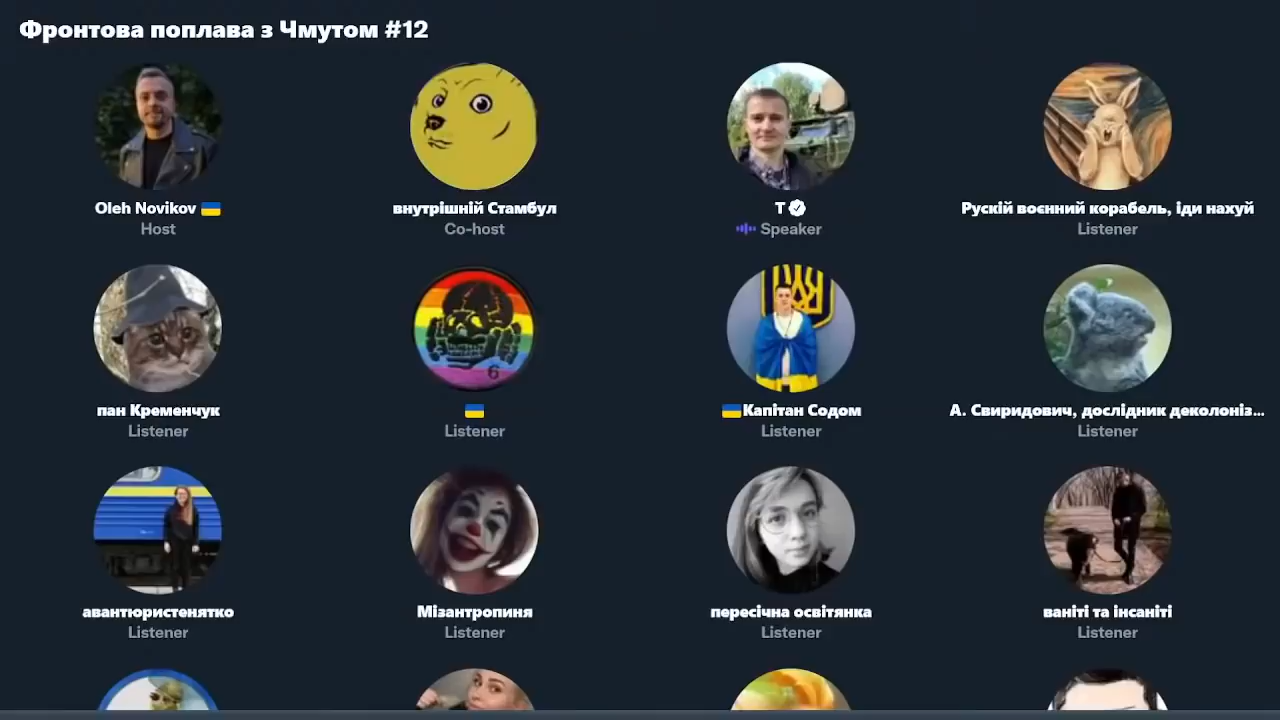 Фронтова поплава з Чмутом #12
Oleh Novikov
Host
внутрішній Стамбул
Co-host
T
Speaker
Рускій воєнний корабель, іди нахуй
Listener
пан Кременчук
Listener
6
Listener
Капітан Содом
Listener
А. Свиридович, дослідник деколоніз...
Listener
авантюристенятко
Listener
Мізантропиня
Listener
пересічна освітянка
Listener
ваніті та інсаніті
Listener